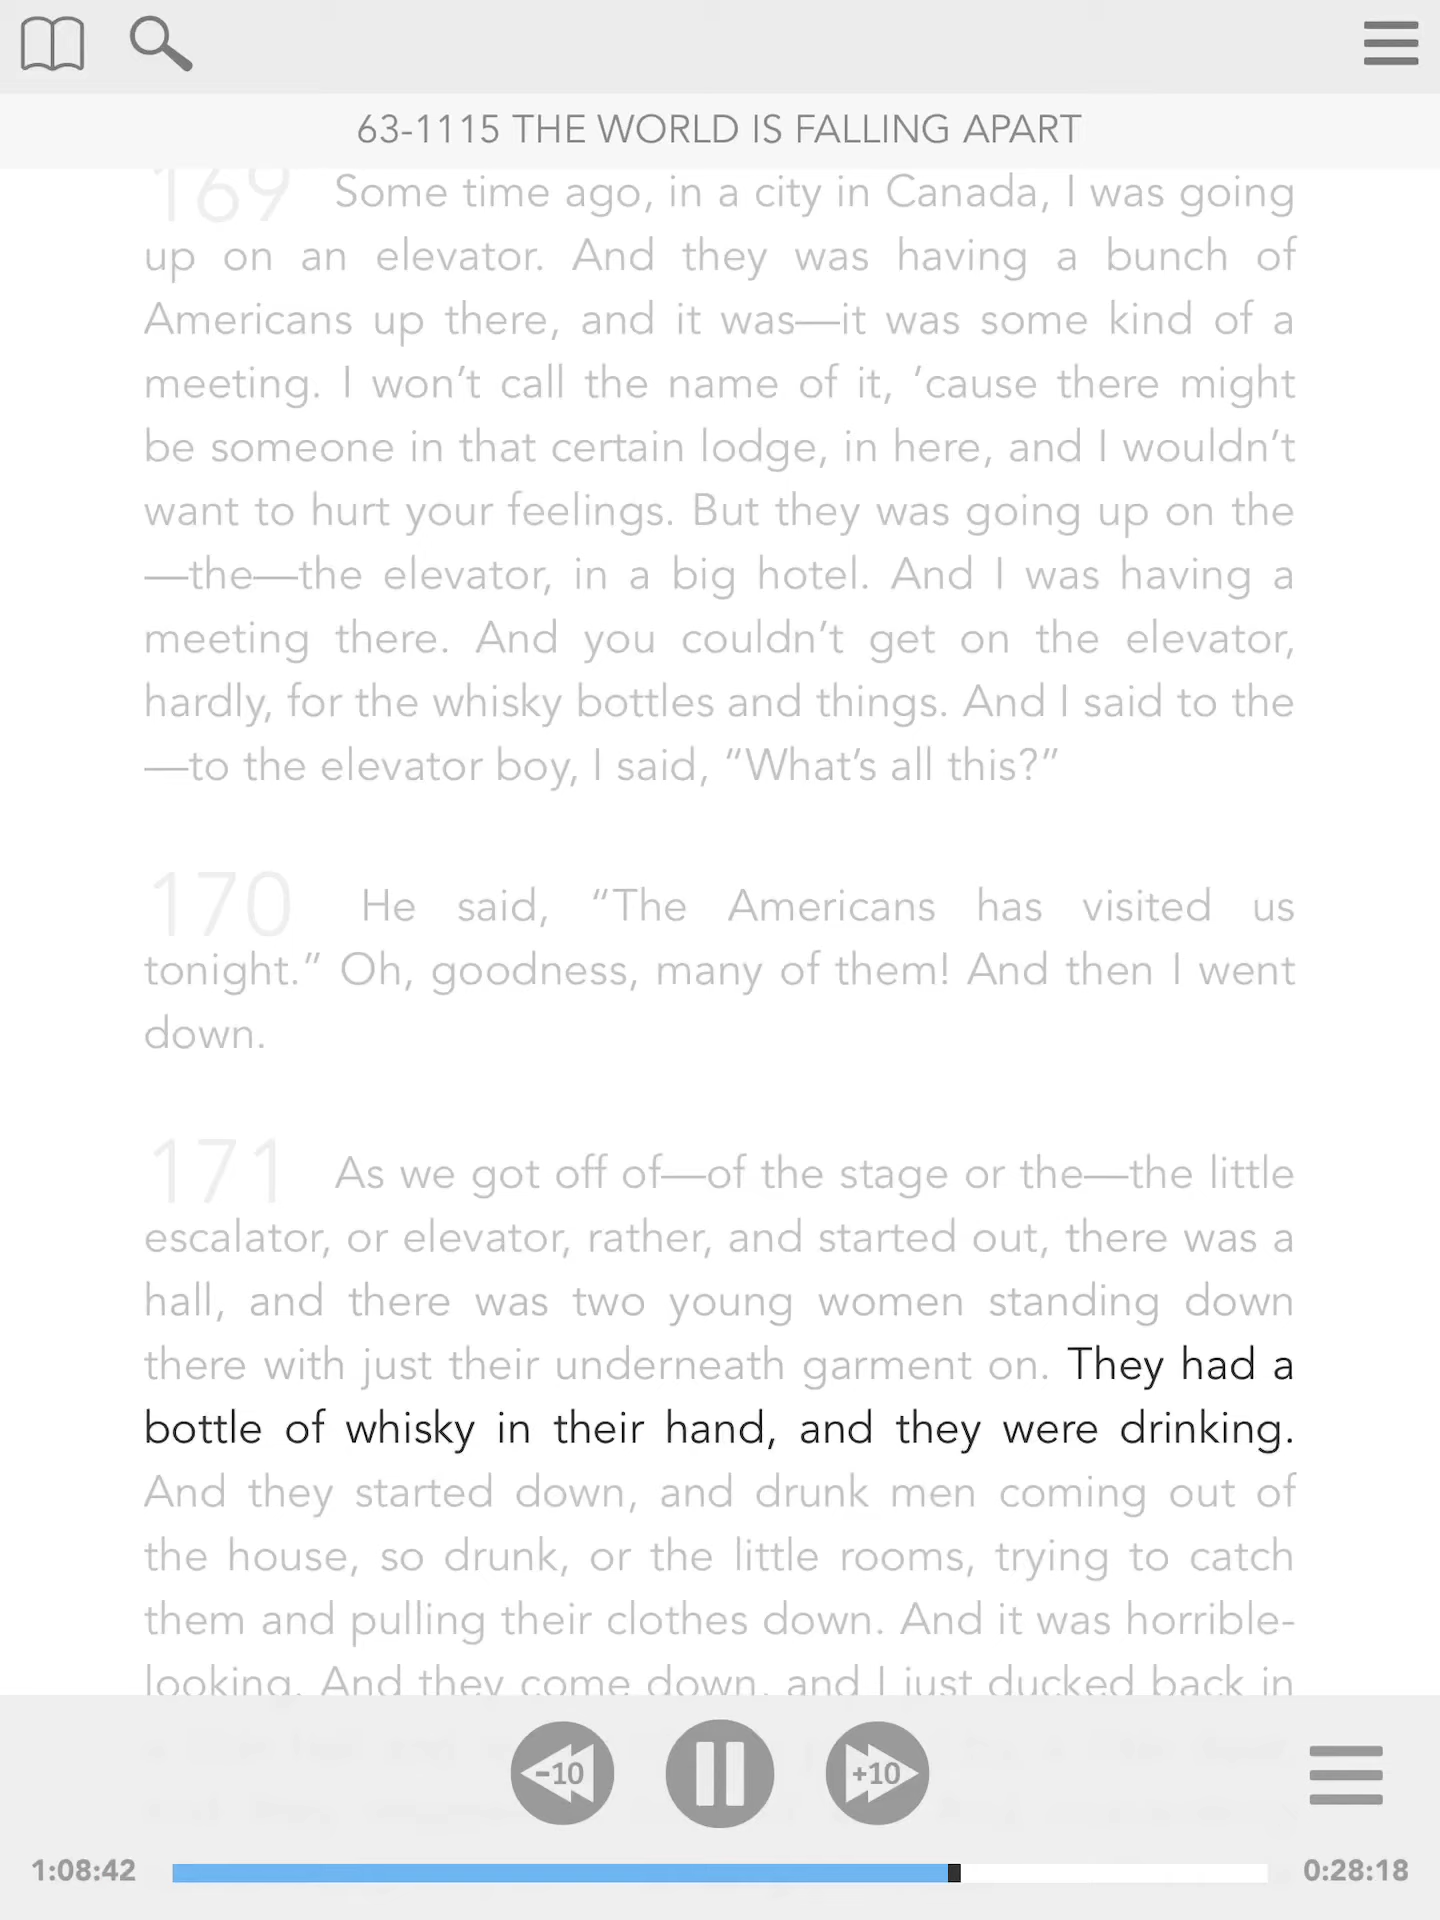 63-1115 THE WORLD IS FALLING APART
169 Some time ago, in a city in Canada, I was going
up on an elevator. And they was having a bunch of
Americans up there, and it was—it was some kind of a
meeting. I won’t call the name of it, ’cause there might
be someone in that certain lodge, in here, and I wouldn’t
want to hurt your feelings. But they was going up on the
—the—the elevator, in a big hotel. And I was having a
meeting there. And you couldn’t get on the elevator,
hardly, for the whisky bottles and things. And I said to the
—to the elevator boy, I said, “What’s all this?”
170 He said, “The Americans has visited us
tonight.” Oh, goodness, many of them! And then I went
down.
171 As we got off of—of the stage or the—the little
escalator, or elevator, rather, and started out, there was a
hall, and there was two young women standing down
there with just their underneath garment on. They had a
bottle of whisky in their hand, and they were drinking.
And they started down, and drunk men coming out of
the house, so drunk, or the little rooms, trying to catch
them and pulling their clothes down. And it was horrible-
looking. And they come down, and I just ducked back in
-10 +10
1:08:42 0:28:18